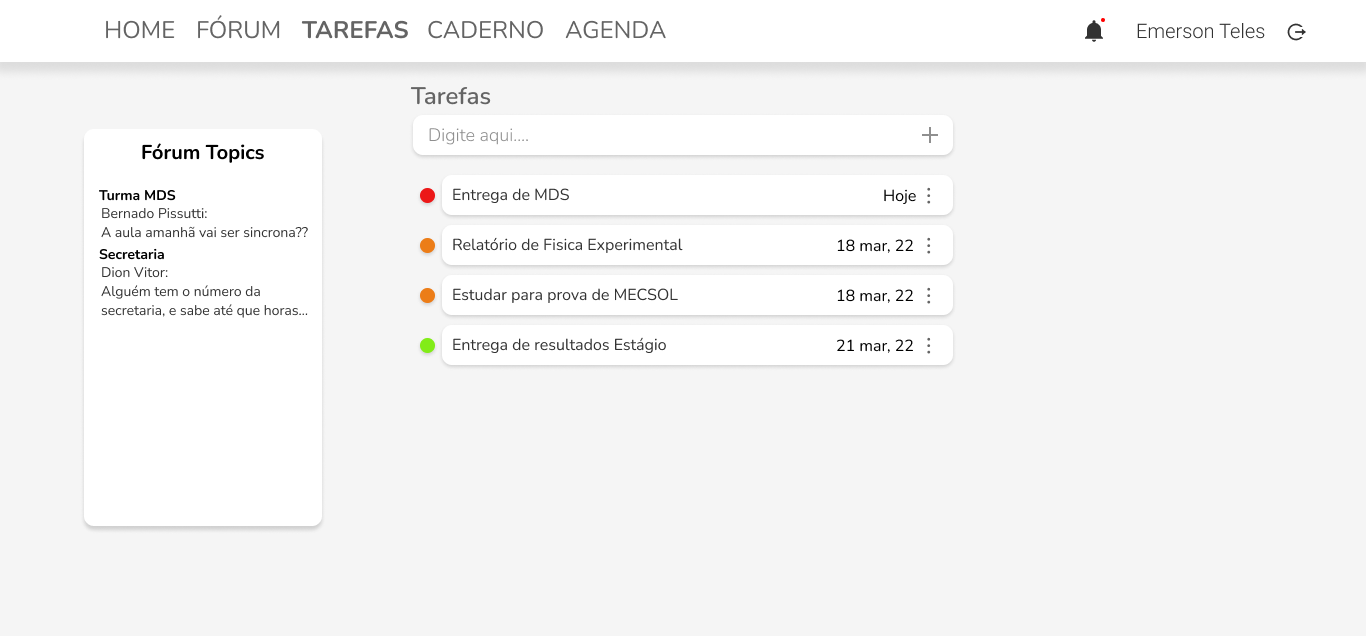 HOME FÓRUM TAREFAS CADERNO AGENDA Emerson Teles
Fórum Topics
Turma MDS
Bernado Pissutti:
A aula amanhã vai ser sincrona??
Secretaria
Dion Vitor:
Alguém tem o número da
secretaria, e sabe até que horas...
Tarefas
Digite aqui....
Entrega de MDS Hoje
Relatório de Fisica Experimental 18 mar, 22
Estudar para prova de MECSOL 18 mar, 22
Entrega de resultados Estágio 21 mar, 22